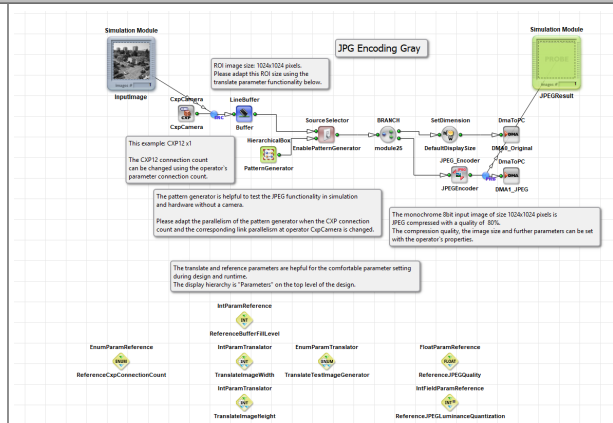 Simulation Module
Simulation Module
JPG Encoding Gray
ROI image size: 1024x1024 pixels.
Please adapt this ROI size using the
translate parameter functionality below.
PROBE
InputImage
JPEGResult
CxpCamera
LineBuffer
CXP
CxpCamera
Buffer
SourceSelector
BRANCH
SetDimension
DmaToPC
EnablePatternGenerator
module25
DefaultDisplaySize
DMA0_Original
HierarchicalBox
PatternGenerator
JPEG_Encoder
DmaToPC
JPEGEncoder
DMA1_JPEG
This example: CXP12 x1
The CXP12 connection count
can be changed using the operator's
parameter connection count.
The pattern generator is helpful to test the JPEG functionality in simulation
and hardware without a camera.
Please adapt the parallelism of the pattern generator when the CXP connection
count and the corresponding link parallelism at operator CxpCamera is changed.
The monochrome 8bit input image of size 1024x1024 pixels is
JPEG compressed with a quality of 80%.
The compression quality, the image size and further parameters can be set
with the operator's properties.
The translate and reference parameters are hepful for the comfortable parameter setting
during design and runtime.
The display hierarchy is "Parameters" on the top level of the design.
IntParamReference
INT
ReferenceBufferFillLevel
EnumParamReference
IntParamTranslator
EnumParamTranslator
FloatParamReference
ENUM
INT
ENUM
FLOAT
ReferenceCxpConnectionCount
TranslateImageWidth
TranslateTestImageGenerator
ReferenceJPEGQuality
IntParamTranslator
IntFieldParamReference
INT
TranslateImageHeight
ReferenceJPEGLuminanceQuantization